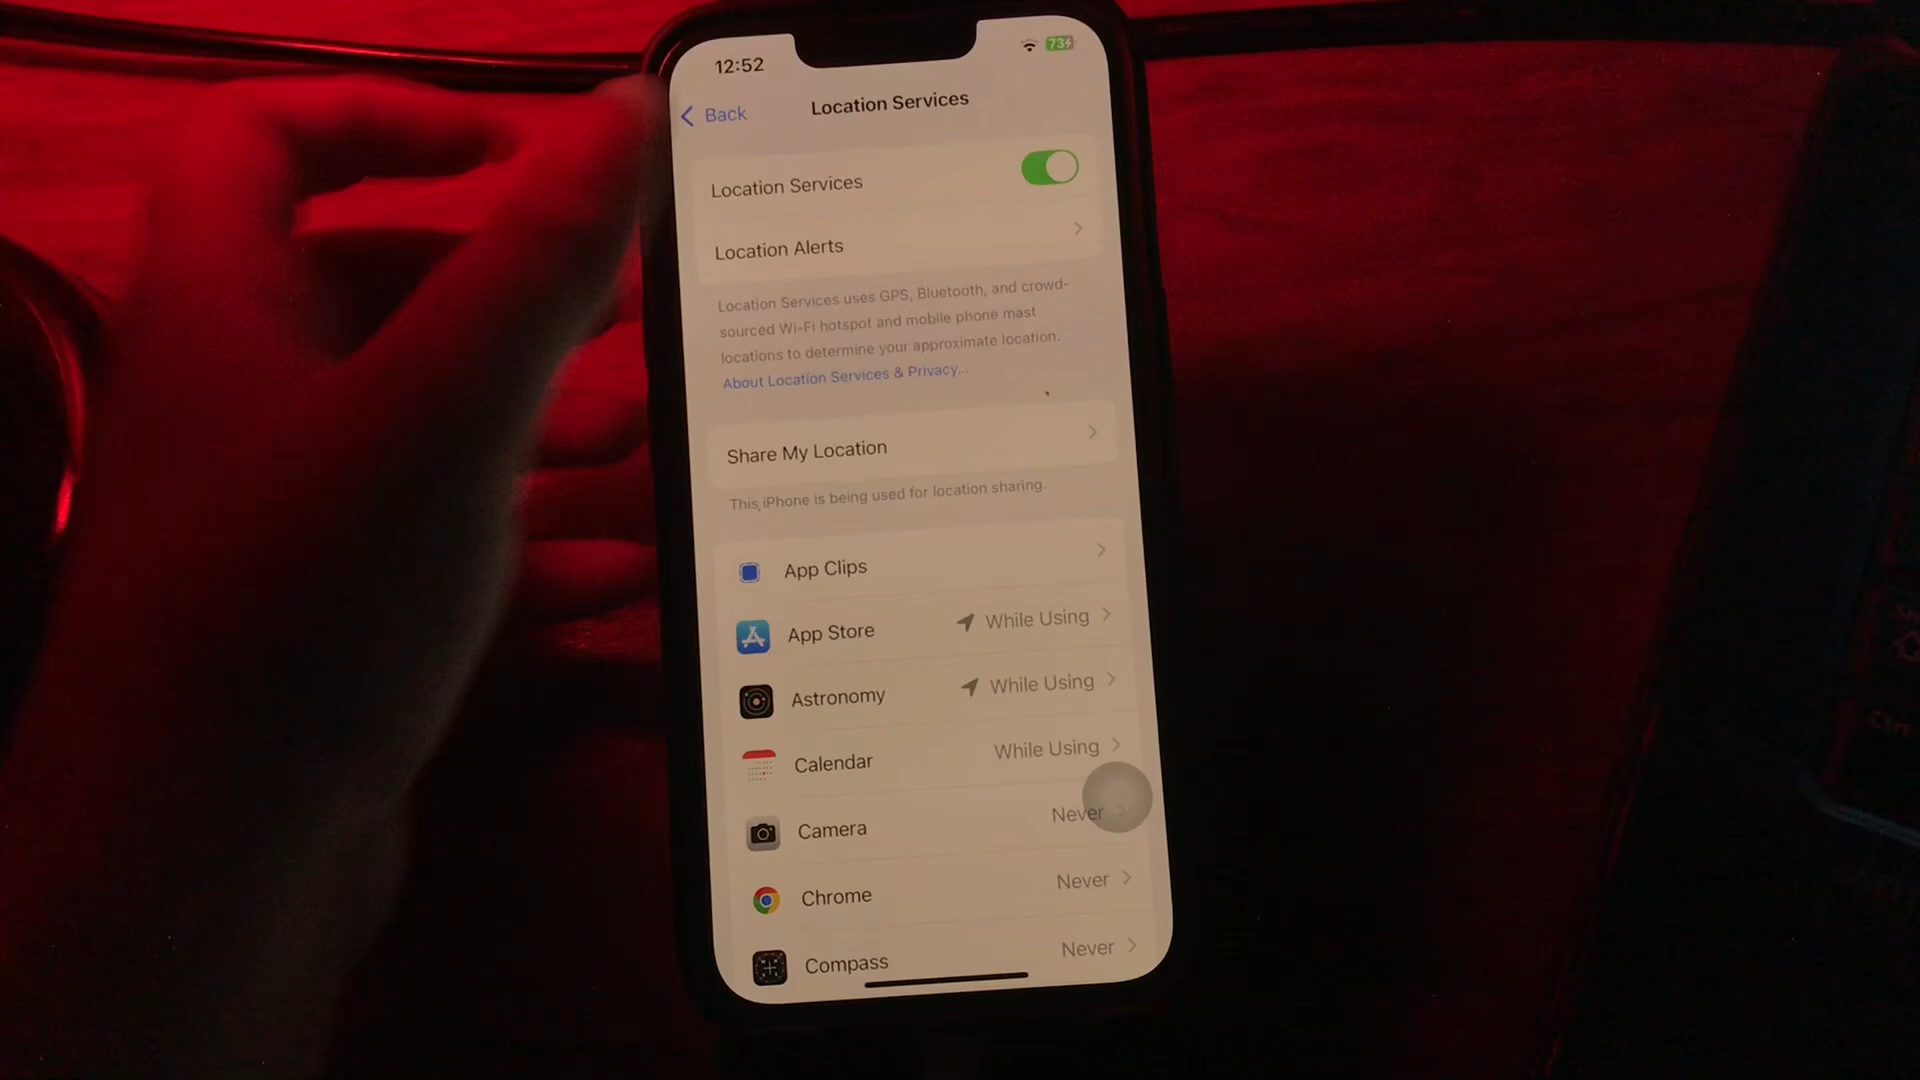 12:52
73
Back
Location Services
Location Services
Location Alerts
Location Services uses GPS, Bluetooth, and crowd-
sourced Wi-Fi hotspot and mobile phone mast
locations to determine your approximate location.
About Location Services & Privacy...
Share My Location
This iPhone is being used for location sharing.
App Clips
App Store While Using
Astronomy While Using
Calendar While Using
Camera Never
Chrome Never
Compass Never